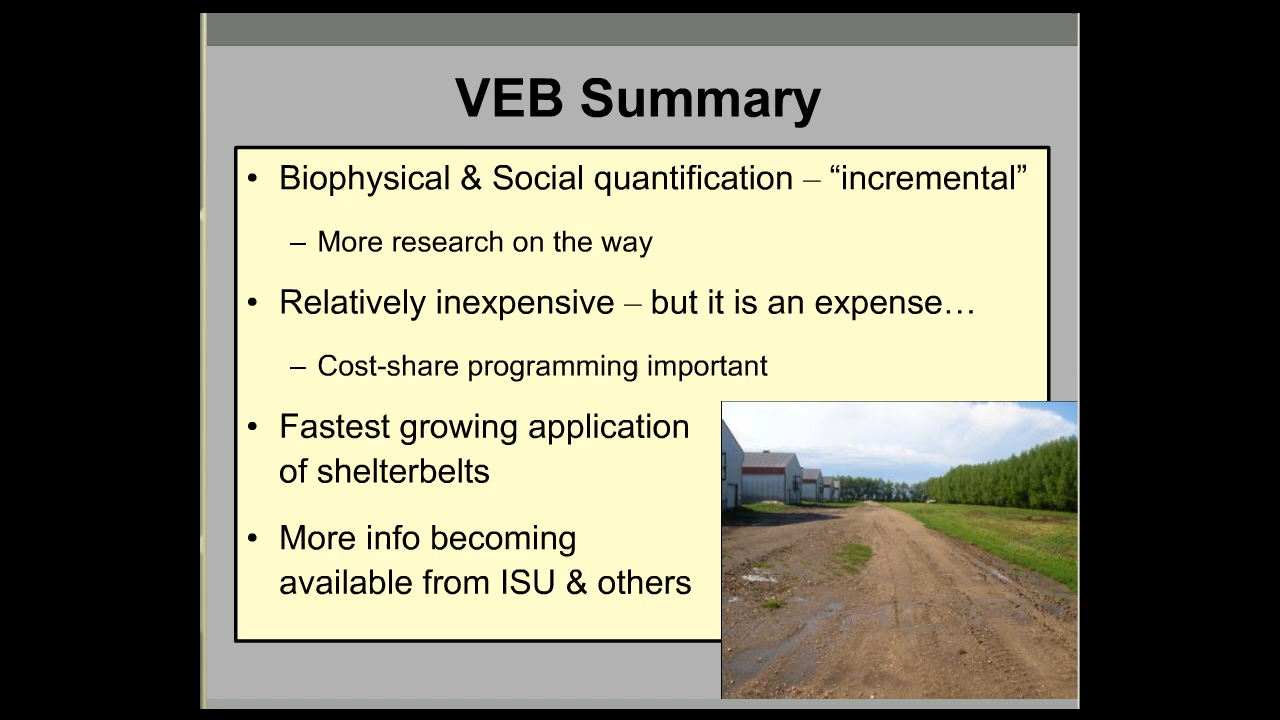 VEB Summary
• Biophysical & Social quantification – “incremental”
– More research on the way
• Relatively inexpensive – but it is an expense…
– Cost-share programming important
• Fastest growing application
of shelterbelts
• More info becoming
available from ISU & others